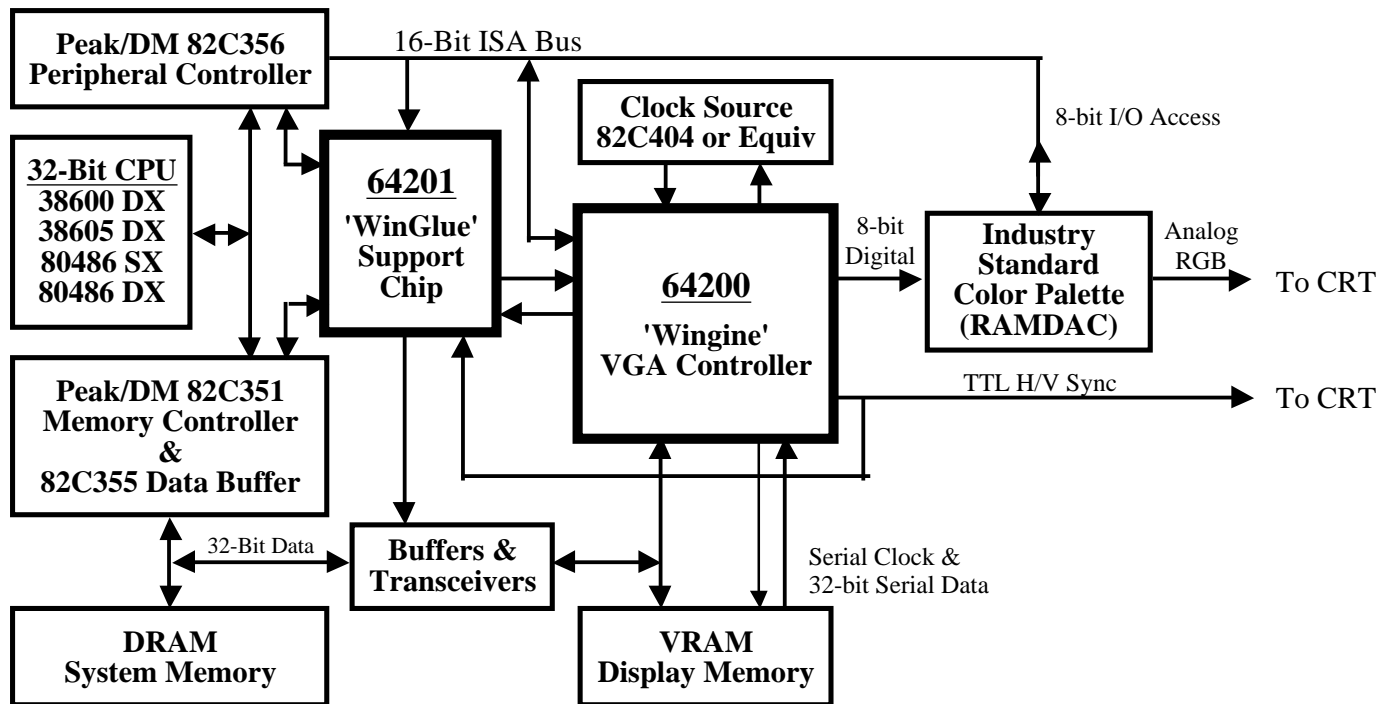 Peak/DM 82C356
Peripheral Controller
16-Bit ISA Bus
Clock Source
82C404 or Equiv
8-bit I/O Access
32-Bit CPU
38600 DX
38605 DX
80486 SX
80486 DX
64201
'WinGlue'
Support
Chip
64200
'Wingine'
VGA Controller
8-bit
Digital
Industry
Standard
Color Palette
(RAMDAC)
Analog
RGB
To CRT
TTL H/V Sync
To CRT
Peak/DM 82C351
Memory Controller
&
82C355 Data Buffer
32-Bit Data
Buffers &
Transceivers
Serial Clock &
32-bit Serial Data
DRAM
System Memory
VRAM
Display Memory